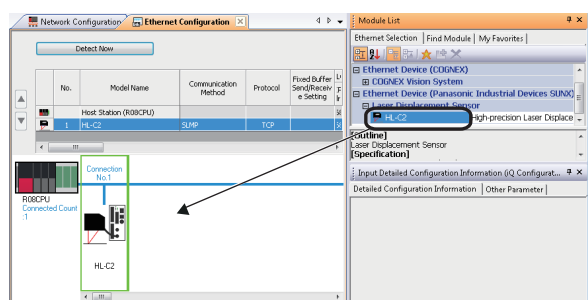 Network Configuration
Ethernet Configuration
Detect Now
No.
Model Name
Communication
Method
Protocol
Fixed Buffer
Send/Receiv
e Setting
Host Station (R08CPU)
1
HL-C2
SLMP
TCP
Connection
No.1
R08CPU
Connected Count
:1
HL-C2
Module List
Ethernet Selection
Find Module
My Favorites
Ethernet Device (COGNEX)
COGNEX Vision System
Ethernet Device (Panasonic Industrial Devices SUNX)
Laser Displacement Sensor
HL-C2
High-precision Laser Displace
[Outline]
Laser Displacement Sensor
[Specification]
Input Detailed Configuration Information (iQ Configurat...
Detailed Configuration Information
Other Parameter